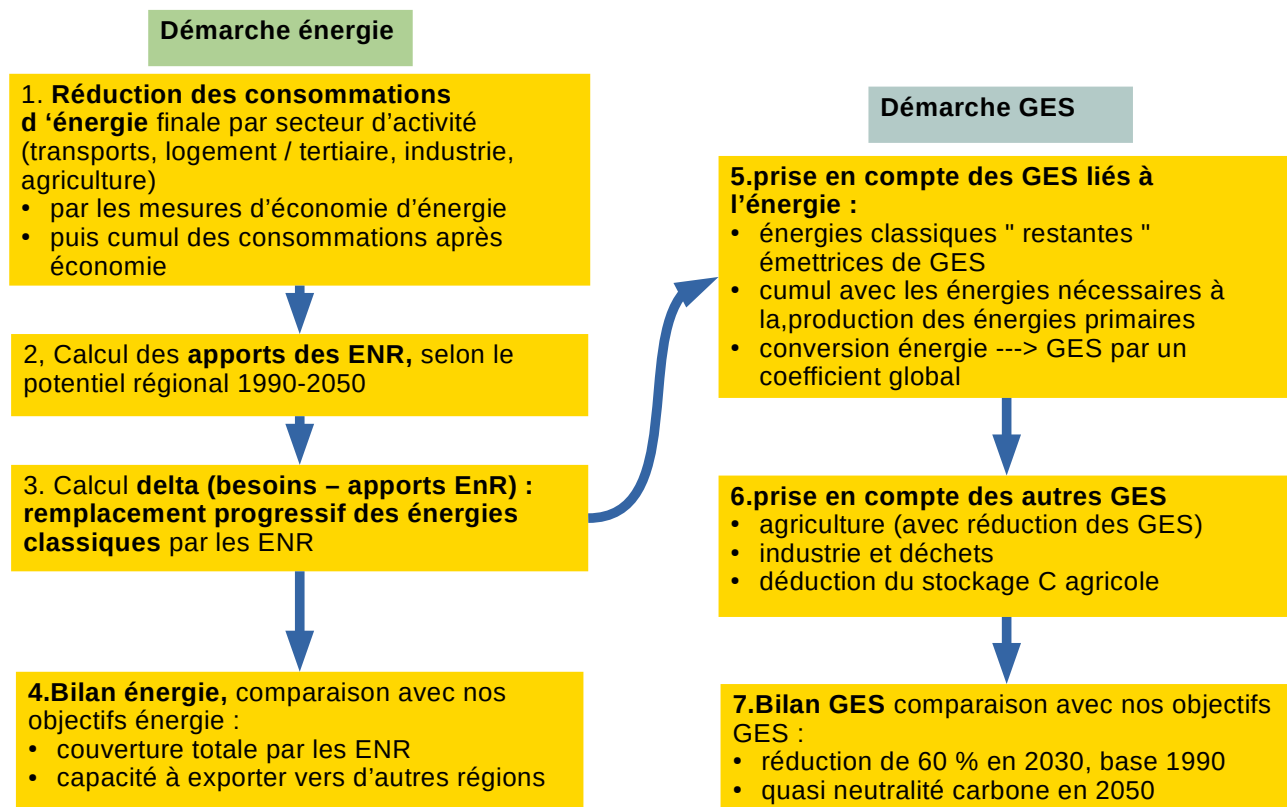 Démarche énergie
1. Réduction des consommations
d ‘énergie finale par secteur d’activité
(transports, logement / tertiaire, industrie,
agriculture)
• par les mesures d’économie d’énergie
• puis cumul des consommations après
économie
2, Calcul des apports des ENR, selon le
potentiel régional 1990-2050
3. Calcul delta (besoins – apports EnR) :
remplacement progressif des énergies
classiques par les ENR
4.Bilan énergie, comparaison avec nos
objectifs énergie :
• couverture totale par les ENR
• capacité à exporter vers d’autres régions
Démarche GES
5.prise en compte des GES liés à
l’énergie :
• énergies classiques " restantes "
émettrices de GES
• cumul avec les énergies nécessaires à
la,production des énergies primaires
• conversion énergie ---> GES par un
coefficient global
6.prise en compte des autres GES
• agriculture (avec réduction des GES)
• industrie et déchets
• déduction du stockage C agricole
7.Bilan GES comparaison avec nos objectifs
GES :
• réduction de 60 % en 2030, base 1990
• quasi neutralité carbone en 2050